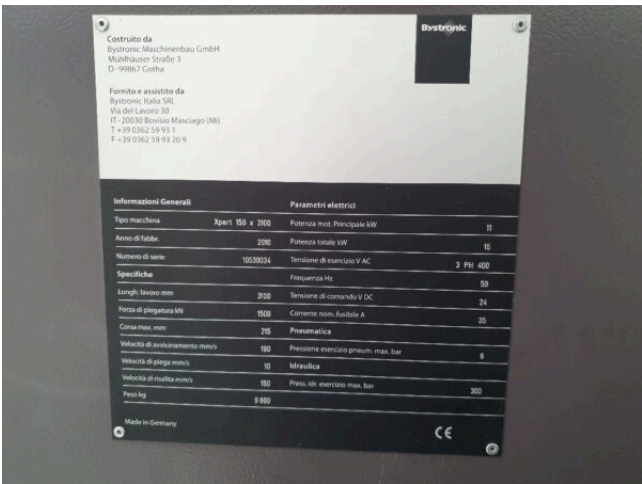 Bystronic
Costruito da
Bystronic Maschinenbau GmbH
Mühlhäuser Straße 3
D- 99867 Gotha
Fornito e assistito da
Bystronic Italia SRL
Via del Lavoro 30
IT-20030 Bovisio Masciago (Mi)
T +39 0362 59 93 1
F +39 0362 59 93 20 9
Informazioni Generali
Tipo macchina Xpert 150 x 3100
Anno di fabbr. 2010
Numero di serie 10530034
Specifiche
Lungh. lavoro mm 3100
Forza di piegatura kN 1500
Corsa max. mm 215
Velocità di avvicinamento mm/s 160
Velocità di piega mm/s 10
Velocità di risalita mm/s 150
Peso kg 9 800
Made in Germany
Parametri elettrici
Potenza mot. Principale kW 11
Potenza totale kW 15
Tensione di esercizio V AC 3 PH 400
Frequenza Hz 50
Tensione di comando V DC 24
Corrente nom. fusibile A 35
Pneumatica
Pressione esercizio pneum. max. bar 6
Idraulica
Press. idr. esercizio max. bar 300
CE